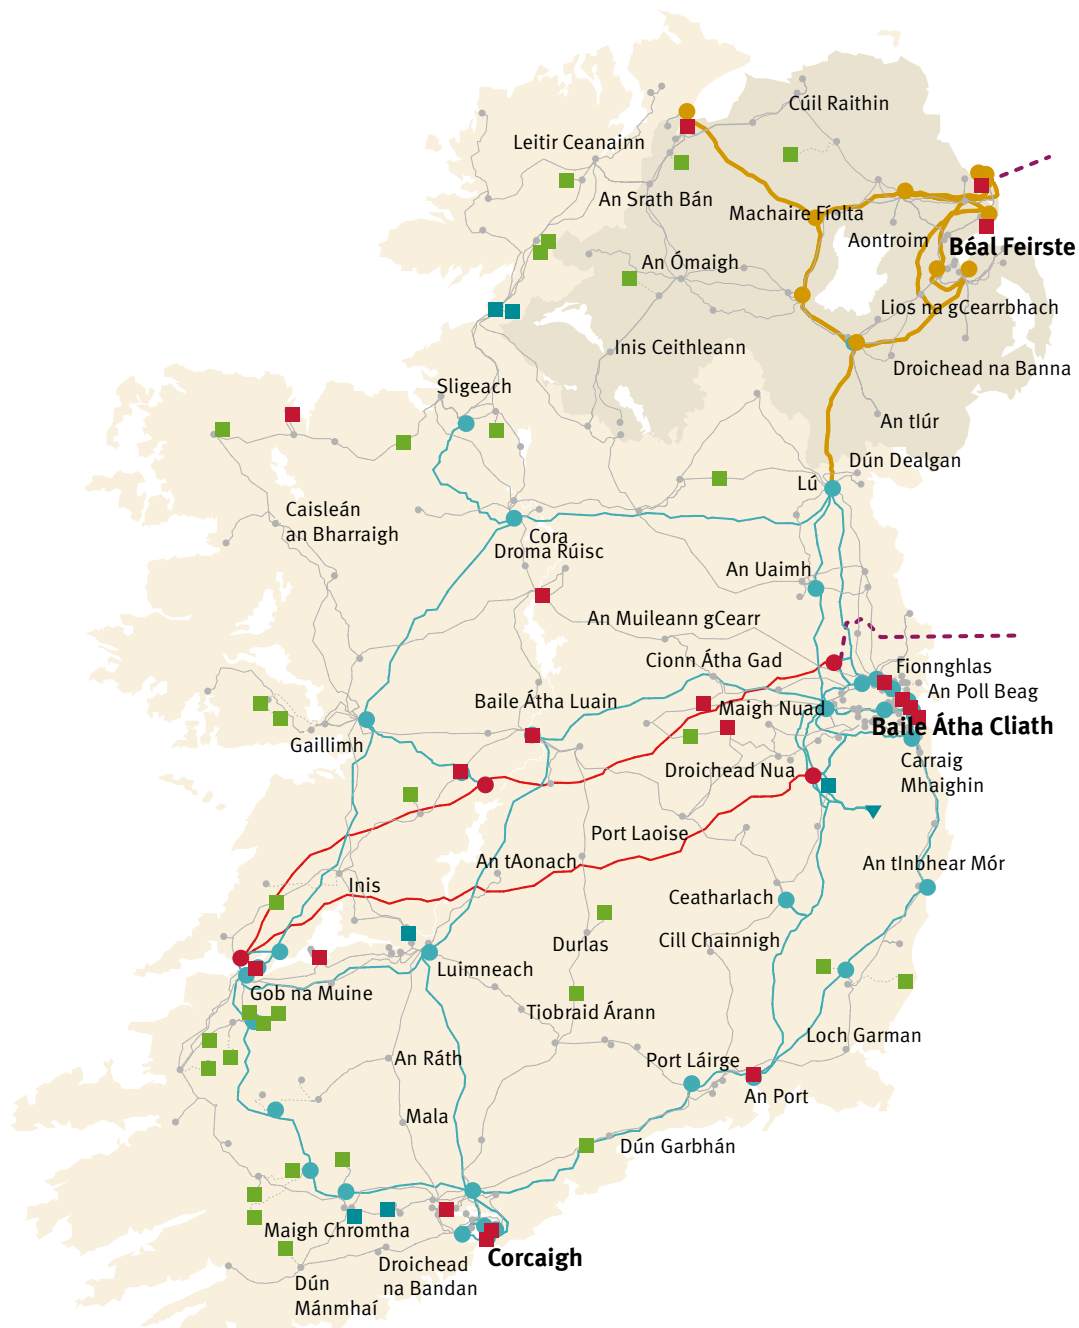 Cúil Raithin
Leitir Ceanainn
An Srath Bán
Machaire Fíolta
Aontroim
Béal Feirste
An Ómaigh
Lios na gCearrbhach
Inis Ceithleann
Droichead na Banna
Sligeach
An tIúr
Dún Dealgan
Lú
Caisleán
an Bharraigh
Cora
Droma Rúisc
An Uaimh
An Muileann gCearr
Cionn Átha Gad
Fionnghlas
An Poll Beag
Baile Átha Luain
Maigh Nuad
Baile Átha Cliath
Gaillimh
Carraig
Mhaighin
Droichead Nua
Port Laoise
An tAonach
An tInbhear Mór
Inis
Ceatharlach
Durlas
Cill Chainnigh
Luimneach
Gob na Muine
Tiobraid Árann
Loch Garman
An Ráth
Port Láirge
An Port
Mala
Dún Garbhán
Maigh Chromtha
Corcaigh
Droichead
na Bandan
Dún
Mánmhaí